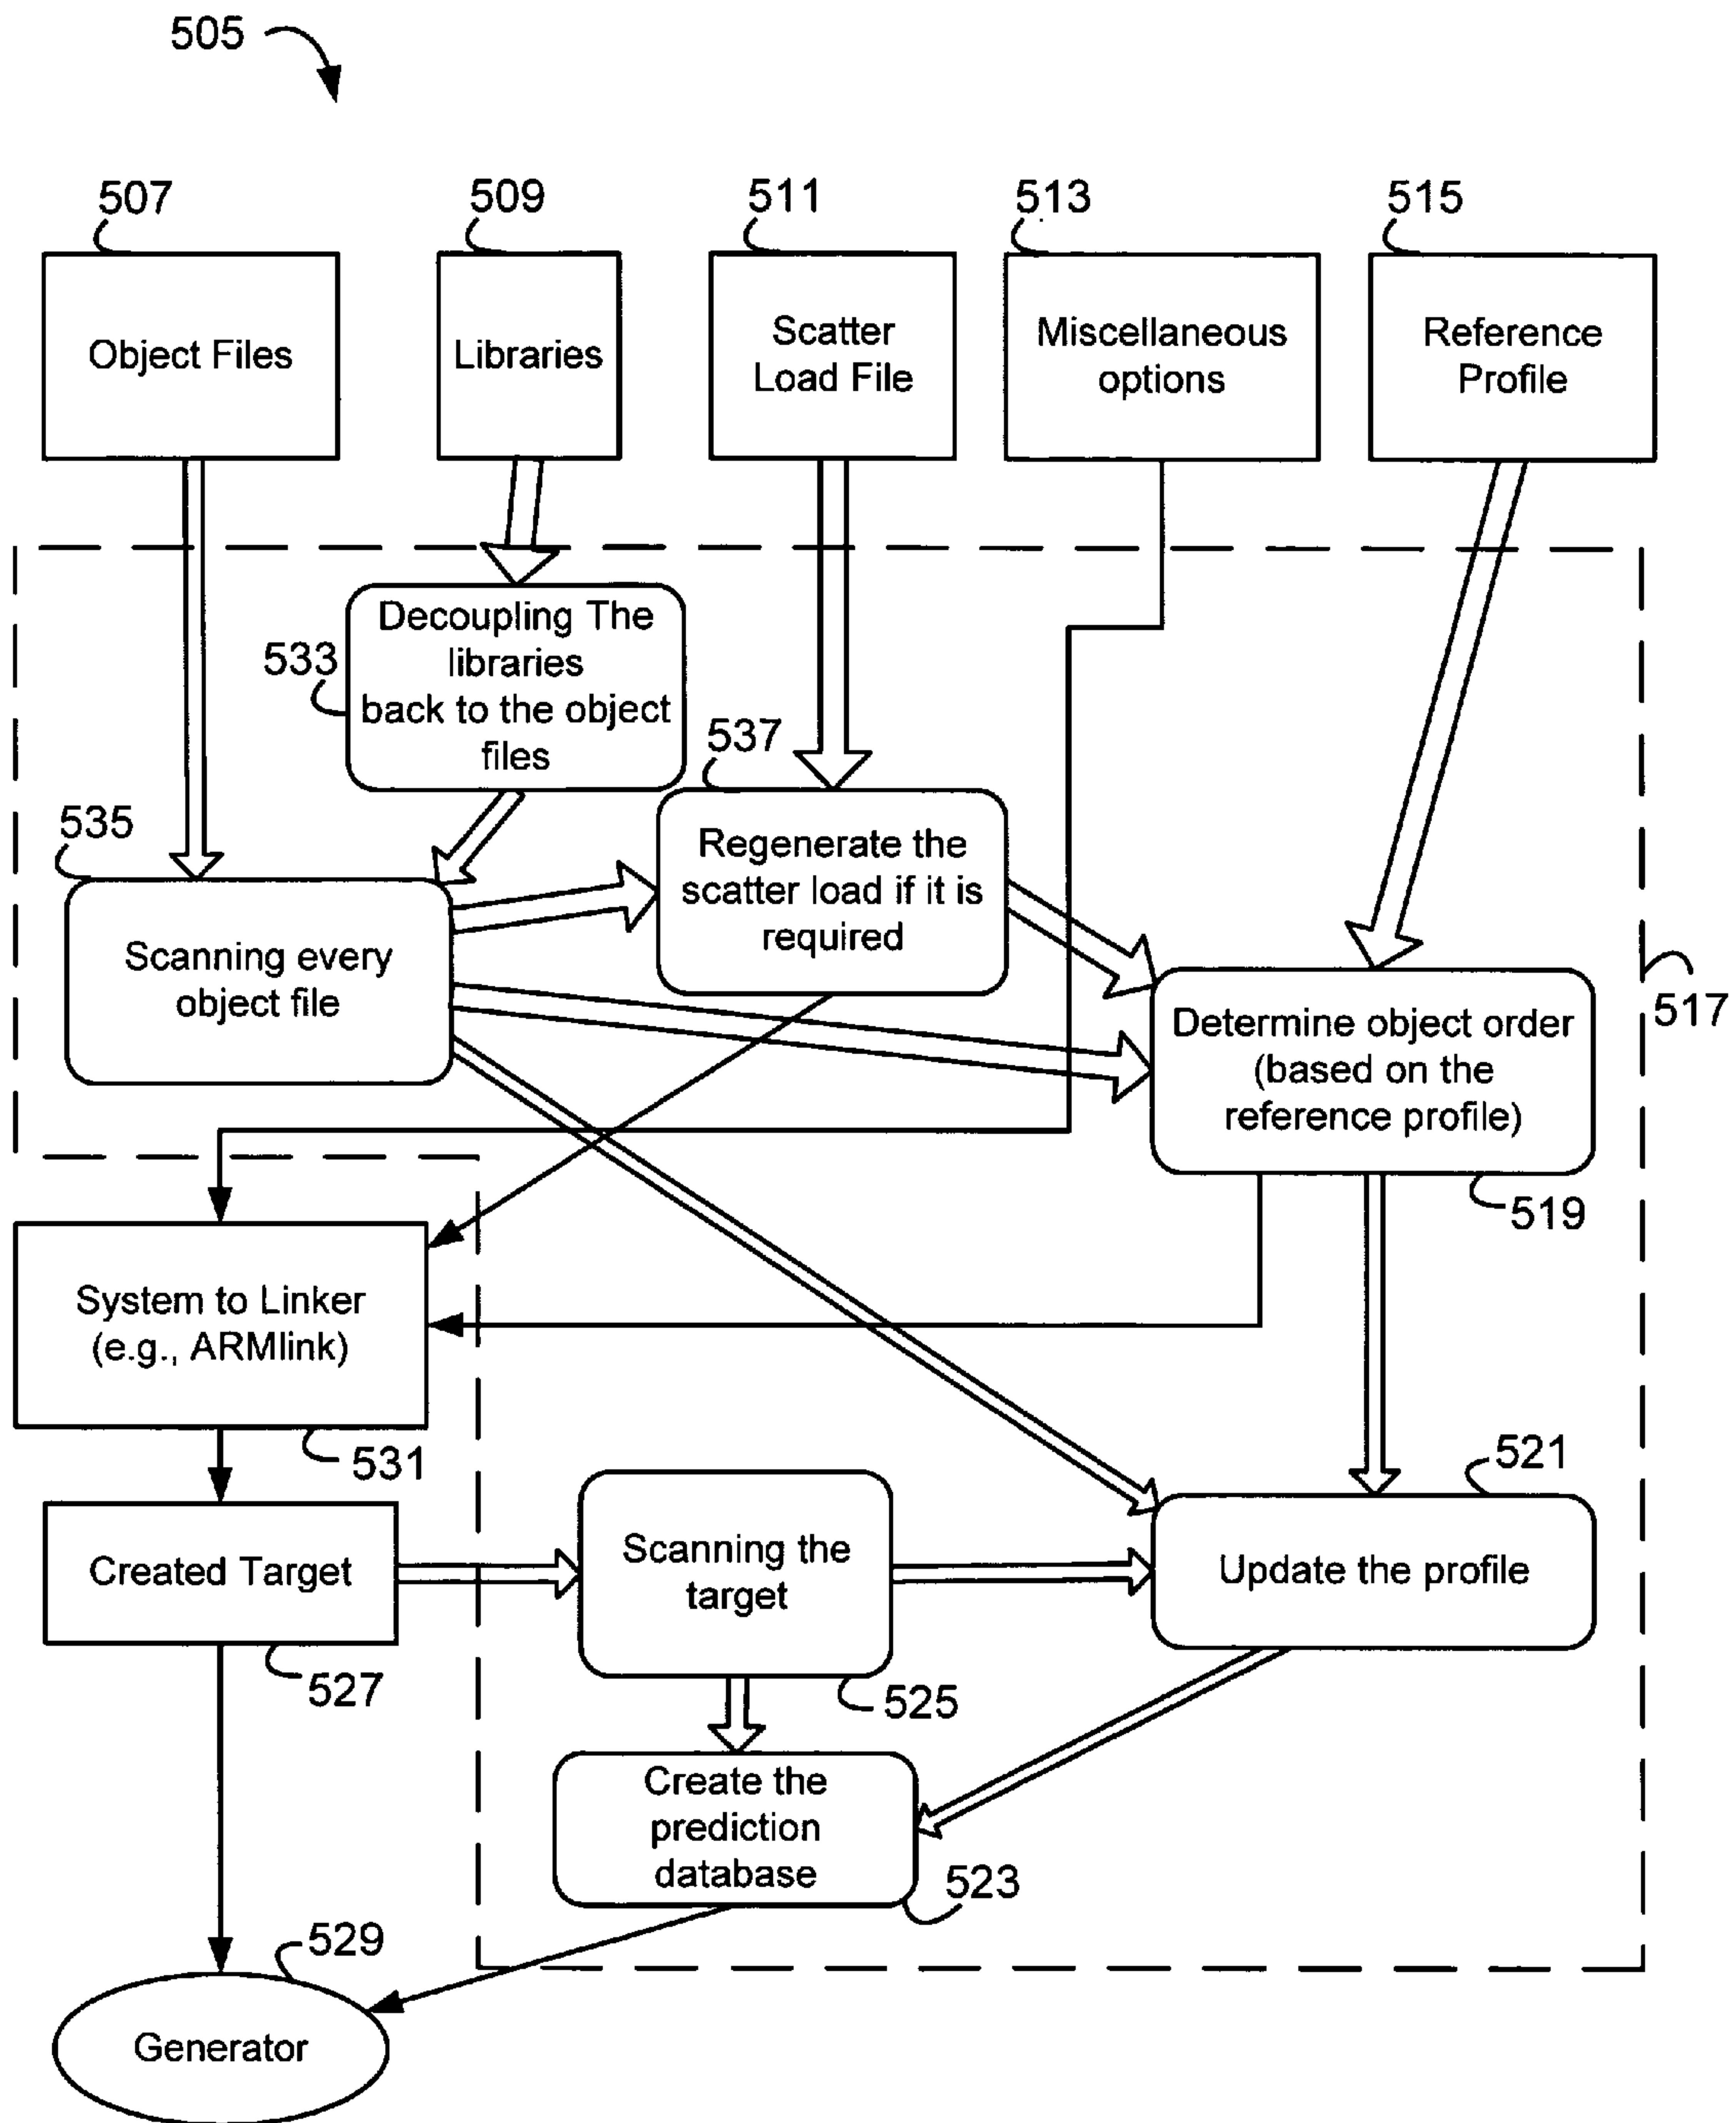 505
507
509
511
513
515
Object Files
Libraries
Scatter
Load File
Miscellaneous
options
Reference
Profile
Decoupling The
libraries
back to the object
files
533
537
535
Regenerate the
scatter load if it is
required
Scanning every
object file
517
Determine object order
(based on the
reference profile)
519
System to Linker
(e.g., ARMlink)
531
521
Created Target
Scanning the
target
Update the profile
527
525
Create the
prediction
database
523
529
Generator